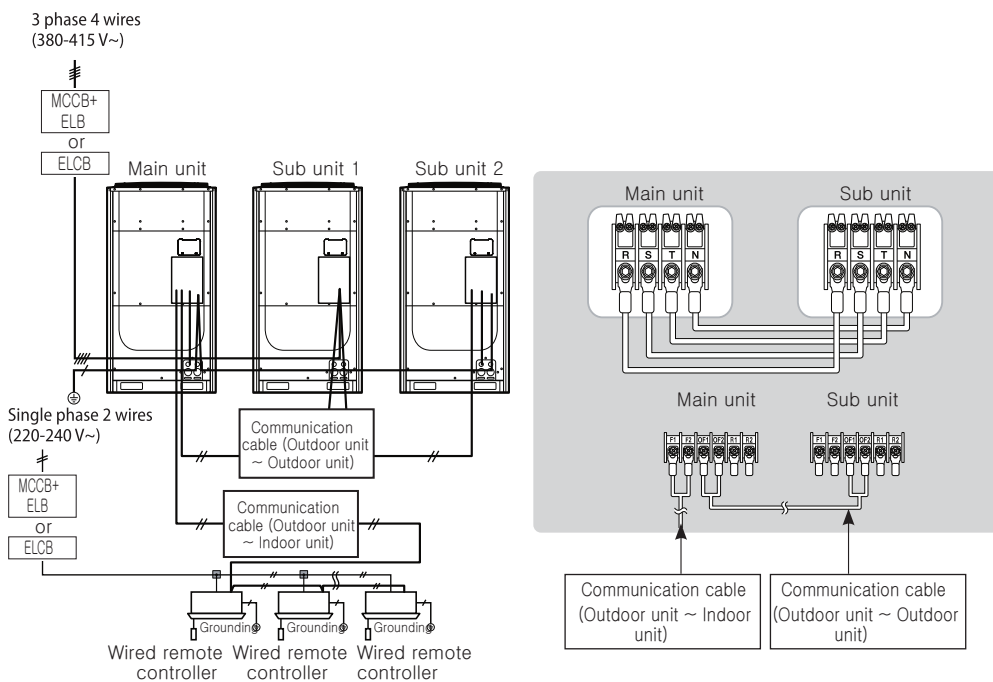 3 phase 4 wires
(380-415 V~)
MCCB+
ELB
or
ELCB
Main unit
Sub unit 1
Sub unit 2
Single phase 2 wires
(220-240 V~)
MCCB+
ELB
or
ELCB
Communication
cable (Outdoor unit
~ Outdoor unit)
Communication
cable (Outdoor unit
~ Indoor unit)
Grounding
Grounding
Grounding
Wired remote
controller
Wired remote
controller
Wired remote
controller
Main unit
Sub unit
R S T N
R S T N
Main unit
Sub unit
F1 F2 OF1 OF2 R1 R2
F1 F2 OF1 OF2 R1 R2
Communication cable
(Outdoor unit ~ Indoor
unit)
Communication cable
(Outdoor unit ~ Outdoor
unit)